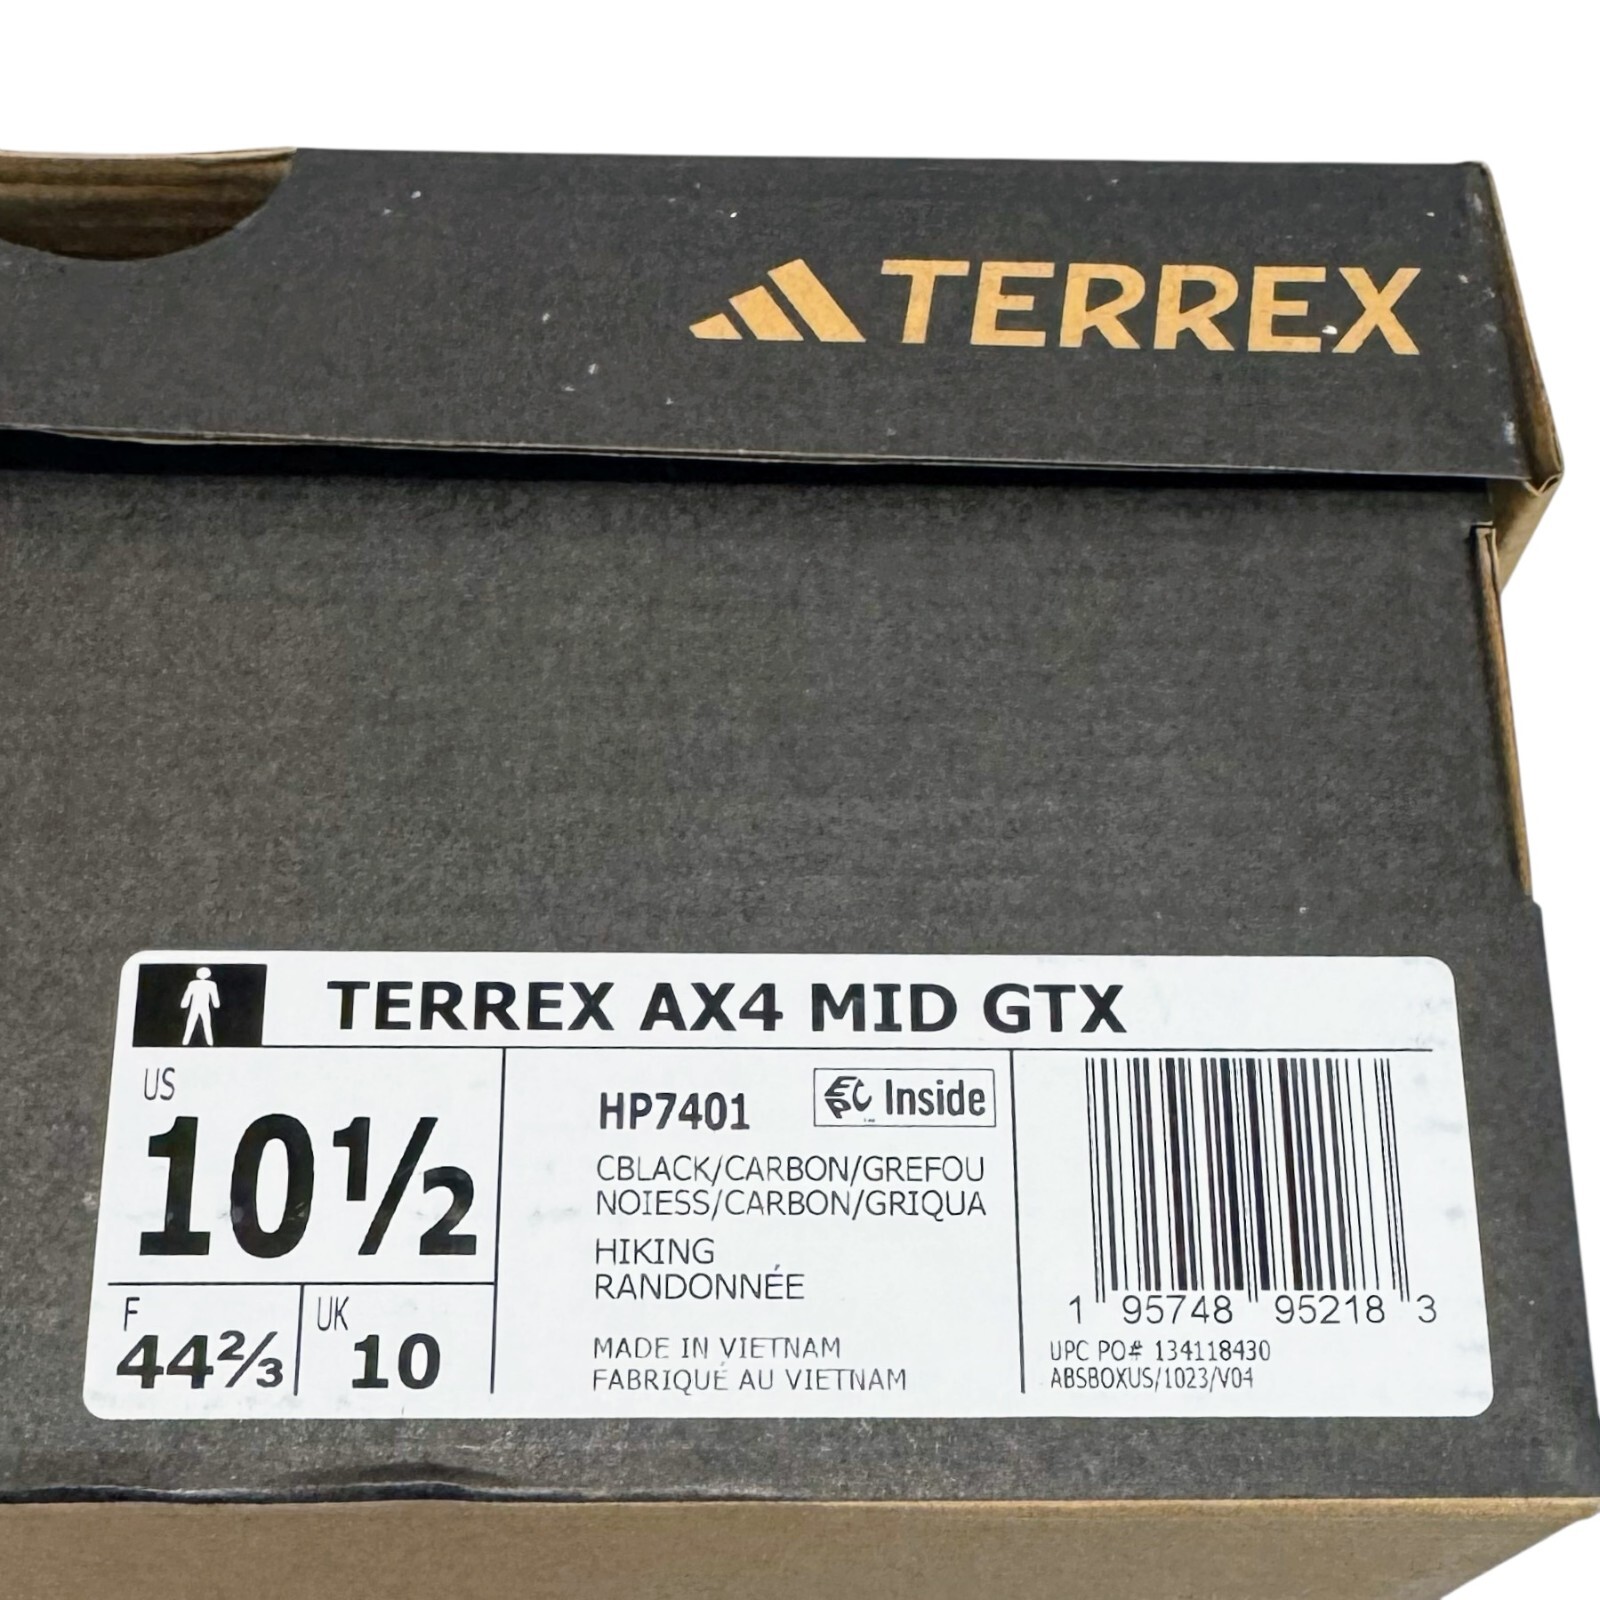 TERREX
TERREX AX4 MID GTX
US
10½
F
44⅔
UK
10
HP7401
EPC Inside
CBLACK/CARBON/GREFOU
NOIESS/CARBON/GRIQUA
HIKING
RANDONNÉE
MADE IN VIETNAM
FABRIQUÉ AU VIETNAM
1 95748 95218 3
UPC PO# 134118430
ABSBOXUS/1023/V04